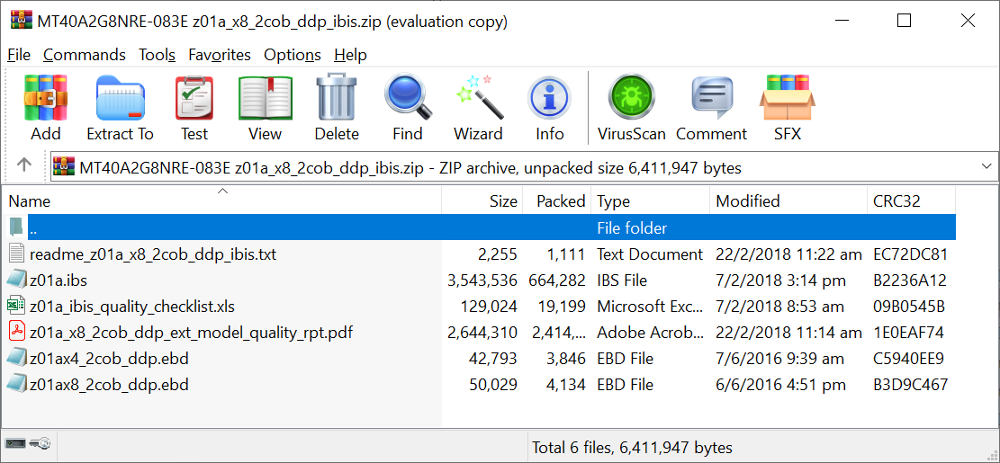 MT40A2G8NRE-083E z01a_x8_2cob_ddp_ibis.zip (evaluation copy)
File Commands Tools Favorites Options Help
Add Extract To Test View Delete Find Wizard Info VirusScan Comment SFX
MT40A2G8NRE-083E z01a_x8_2cob_ddp_ibis.zip - ZIP archive, unpacked size 6,411,947 bytes
Name Size Packed Type Modified CRC32
.. File folder
readme_z01a_x8_2cob_ddp_ibis.txt 2,255 1,111 Text Document 22/2/2018 11:22 am EC72DC81
z01a.ibs 3,543,536 664,282 IBS File 7/2/2018 3:14 pm B2236A12
z01a_ibis_quality_checklist.xls 129,024 19,199 Microsoft Exc... 7/2/2018 8:53 am 09B0545B
z01a_x8_2cob_ddp_ext_model_quality_rpt.pdf 2,644,310 2,414,... Adobe Acrob... 22/2/2018 11:14 am 1E0EAF74
z01ax4_2cob_ddp.ebd 42,793 3,846 EBD File 7/6/2016 9:39 am C5940EE9
z01ax8_2cob_ddp.ebd 50,029 4,134 EBD File 6/6/2016 4:51 pm B3D9C467
Total 6 files, 6,411,947 bytes